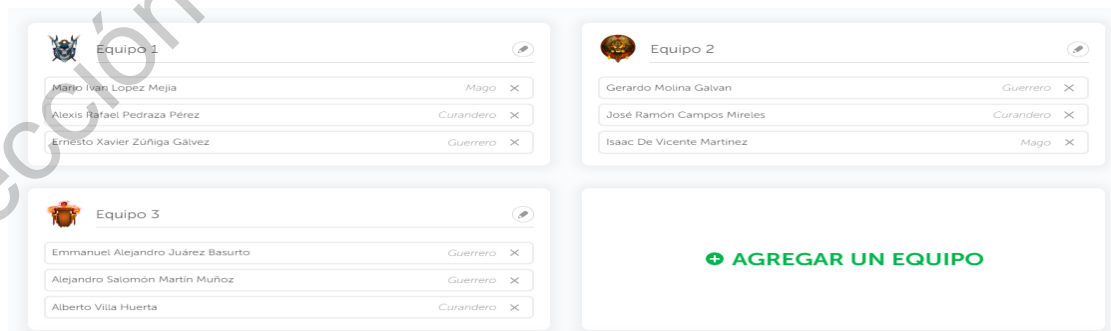 Equipo 1
Mario Ivan Lopez Mejia Mago
Alexis Rafael Pedraza Pérez Curandero
Ernesto Xavier Zúñiga Gálvez Guerrero
Equipo 2
Gerardo Molina Galvan Guerrero
José Ramón Campos Mireles Curandero
Isaac De Vicente Martinez Mago
Equipo 3
Emmanuel Alejandro Juárez Basurto Guerrero
Alejandro Salomón Martín Muñoz Guerrero
Alberto Villa Huerta Curandero
AGREGAR UN EQUIPO